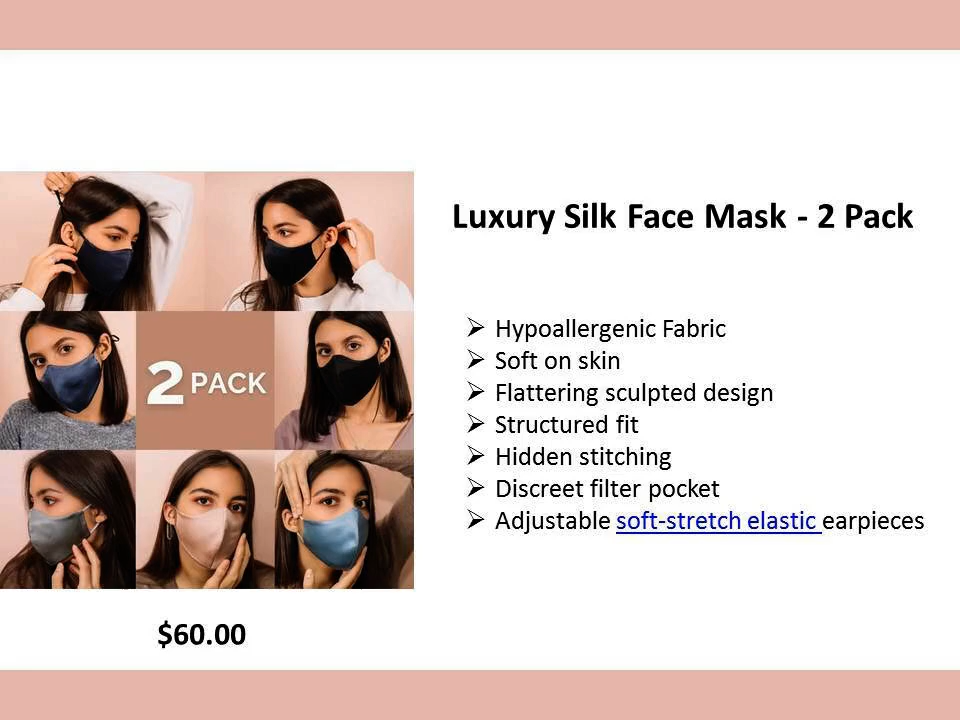 Luxury Silk Face Mask - 2 Pack
2 PACK
➢ Hypoallergenic Fabric
➢ Soft on skin
➢ Flattering sculpted design
➢ Structured fit
➢ Hidden stitching
➢ Discreet filter pocket
➢ Adjustable soft-stretch elastic earpieces
$60.00